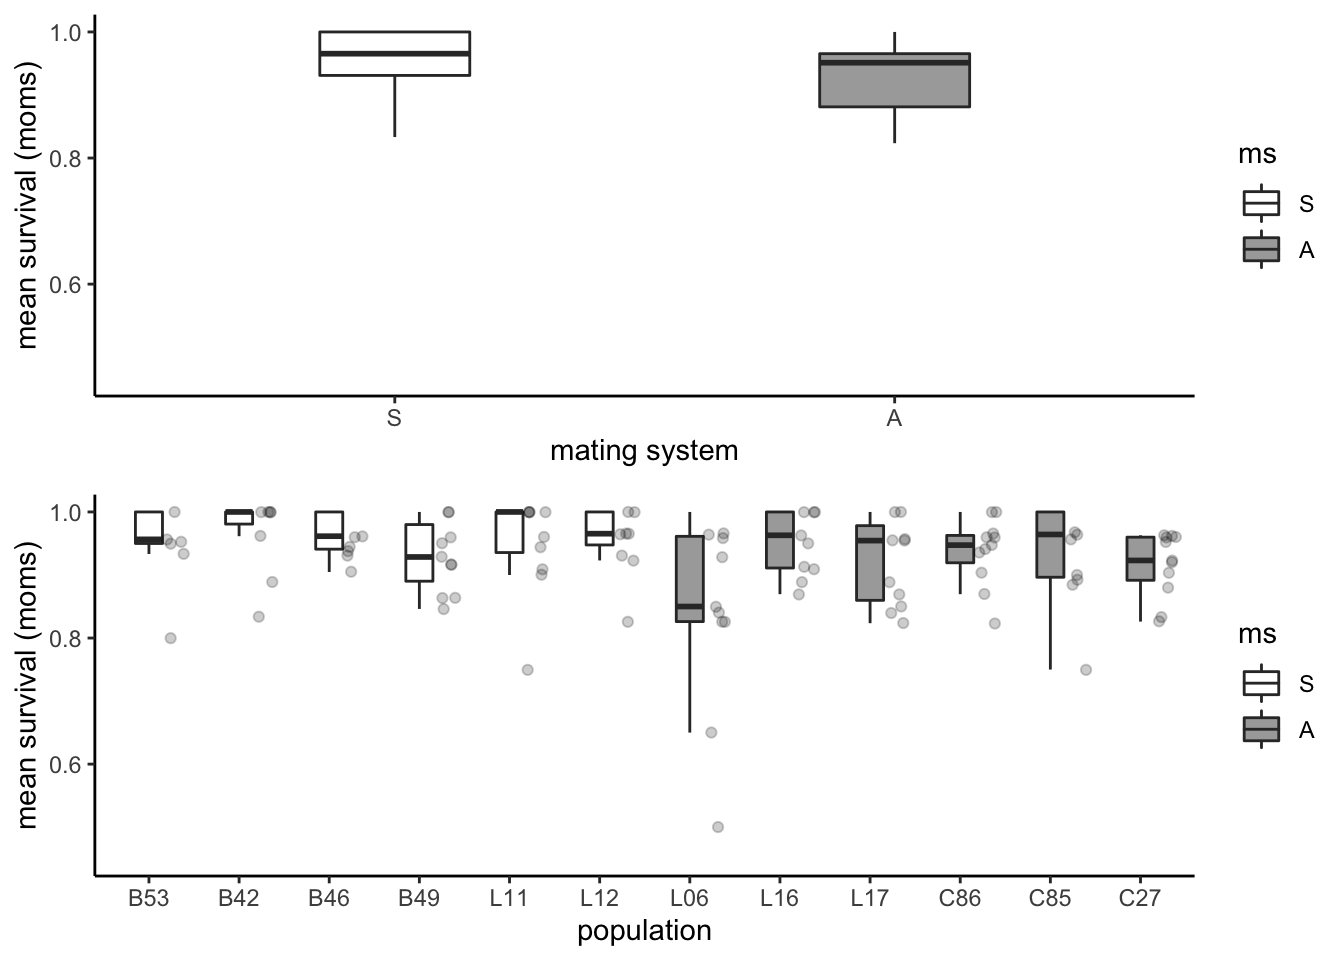 mean survival (moms)
1.0
0.8
0.6
S A
mating system
ms
S
A
mean survival (moms)
1.0
0.8
0.6
B53 B42 B46 B49 L11 L12 L06 L16 L17 C86 C85 C27
population
ms
S
A